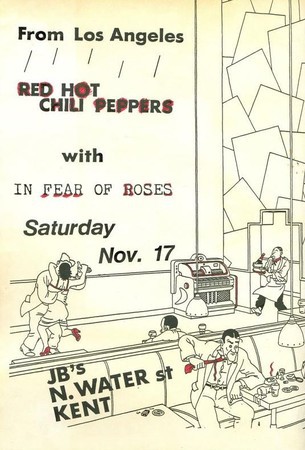 From Los Angeles
RED HOT
CHILI PEPPERS
with
IN FEAR OF ROSES
Saturday
Nov. 17
JB's
N. WATER st
KENT